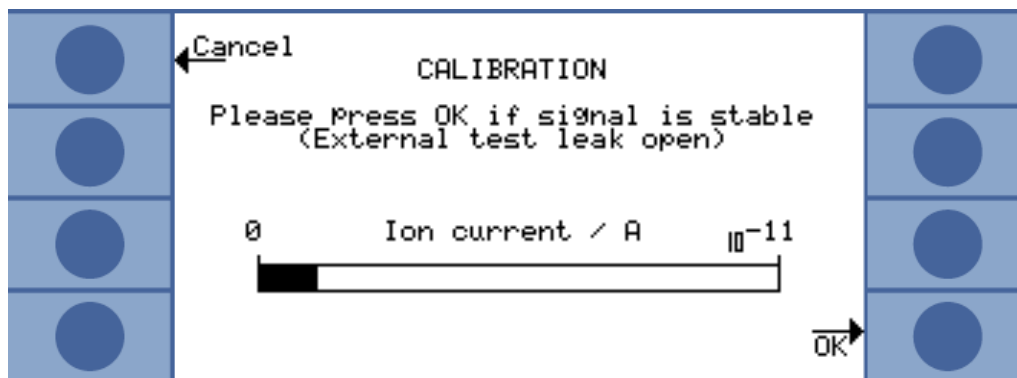 Cancel
CALIBRATION
Please press OK if signal is stable
(External test leak open)
0 Ion current / A 10⁻¹¹
OK